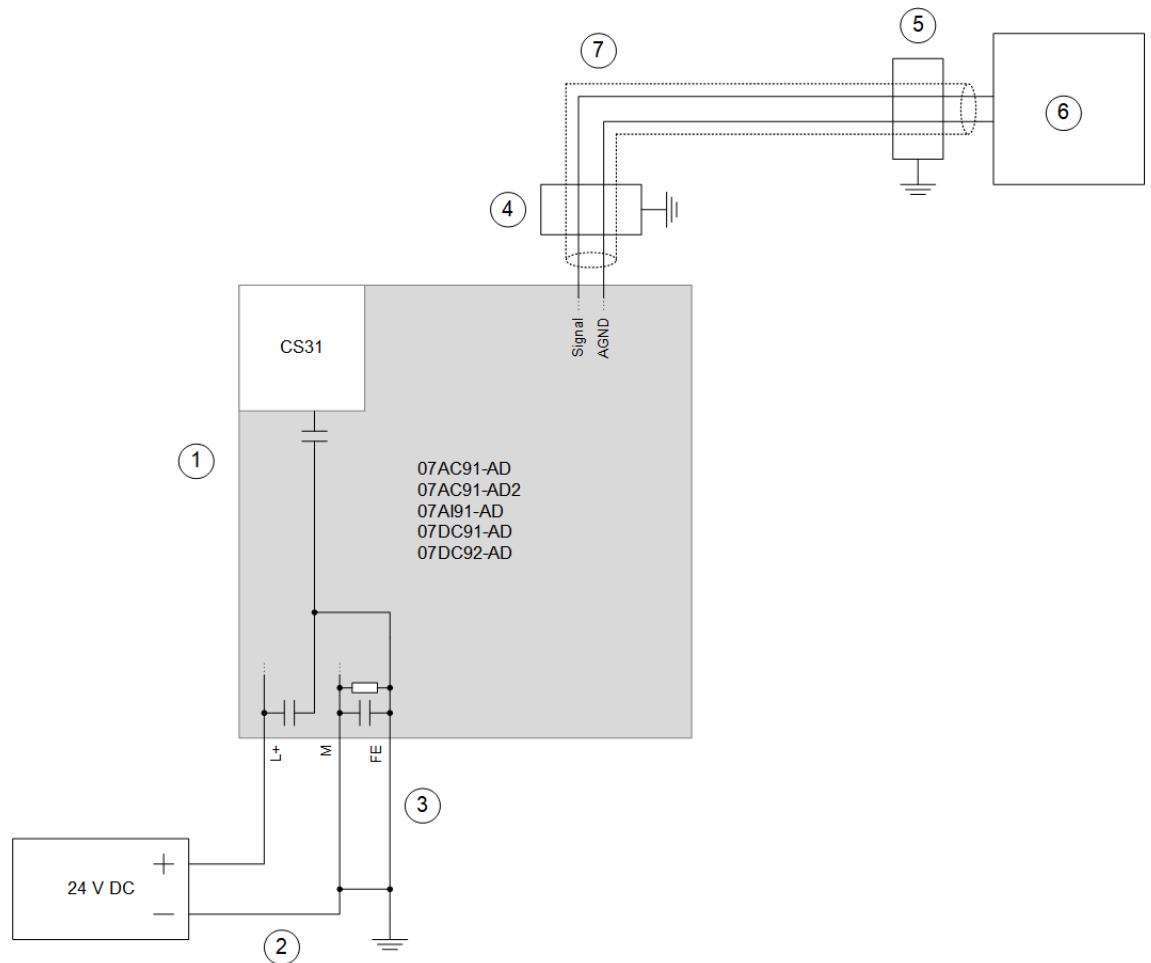 7
5
6
4
Signal
AGND
CS31
1
07AC91-AD
07AC91-AD2
07AI91-AD
07DC91-AD
07DC92-AD
L+
M
FE
3
+
24 V DC
—
2